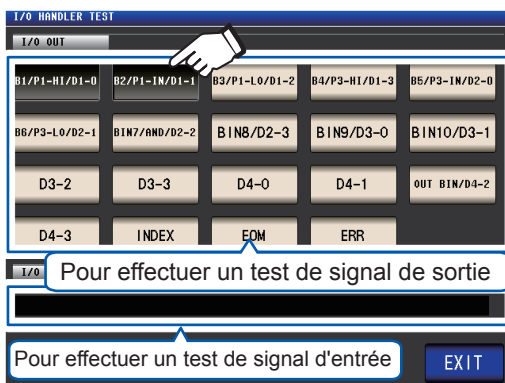 I/O HANDLER TEST
I/O OUT
B1/P1-HI/D1-0 B2/P1-IN/D1-1 B3/P1-LO/D1-2 B4/P3-HI/D1-3 B5/P3-IN/D2-0
B6/P3-LO/D2-1 BIN7/AND/D2-2 BIN8/D2-3 BIN9/D3-0 BIN10/D3-1
D3-2 D3-3 D4-0 D4-1 OUT BIN/D4-2
D4-3 INDEX EOM ERR
I/O
Pour effectuer un test de signal de sortie
Pour effectuer un test de signal d'entrée
EXIT